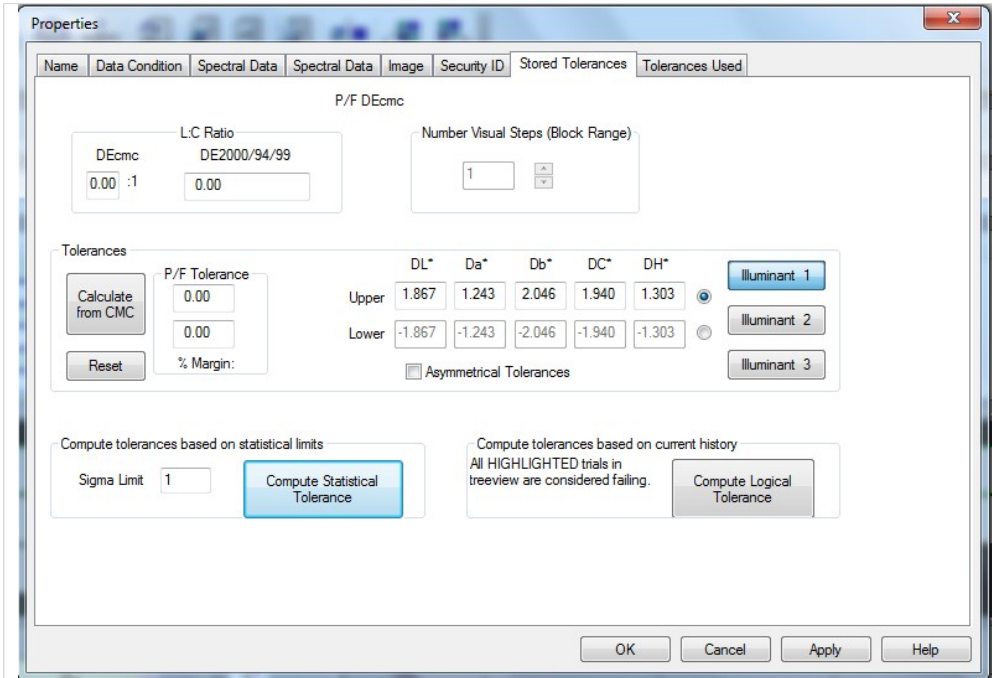 Properties
x
Name Data Condition Spectral Data Spectral Data Image Security ID Stored Tolerances Tolerances Used
P/F DEcmc
L:C Ratio
DEcmc DE2000/94/99
0.00 :1 0.00
Number Visual Steps (Block Range)
1
Tolerances
Calculate
from CMC
Reset
P/F Tolerance
0.00
0.00
% Margin:
DL* Da* Db* DC* DH*
Upper 1.867 1.243 2.046 1.940 1.303
Lower -1.867 -1.243 -2.046 -1.940 -1.303
Asymmetrical Tolerances
Illuminant 1
Illuminant 2
Illuminant 3
Compute tolerances based on statistical limits
Sigma Limit 1
Compute Statistical
Tolerance
Compute tolerances based on current history
All HIGHLIGHTED trials in
treeview are considered failing.
Compute Logical
Tolerance
OK Cancel Apply Help